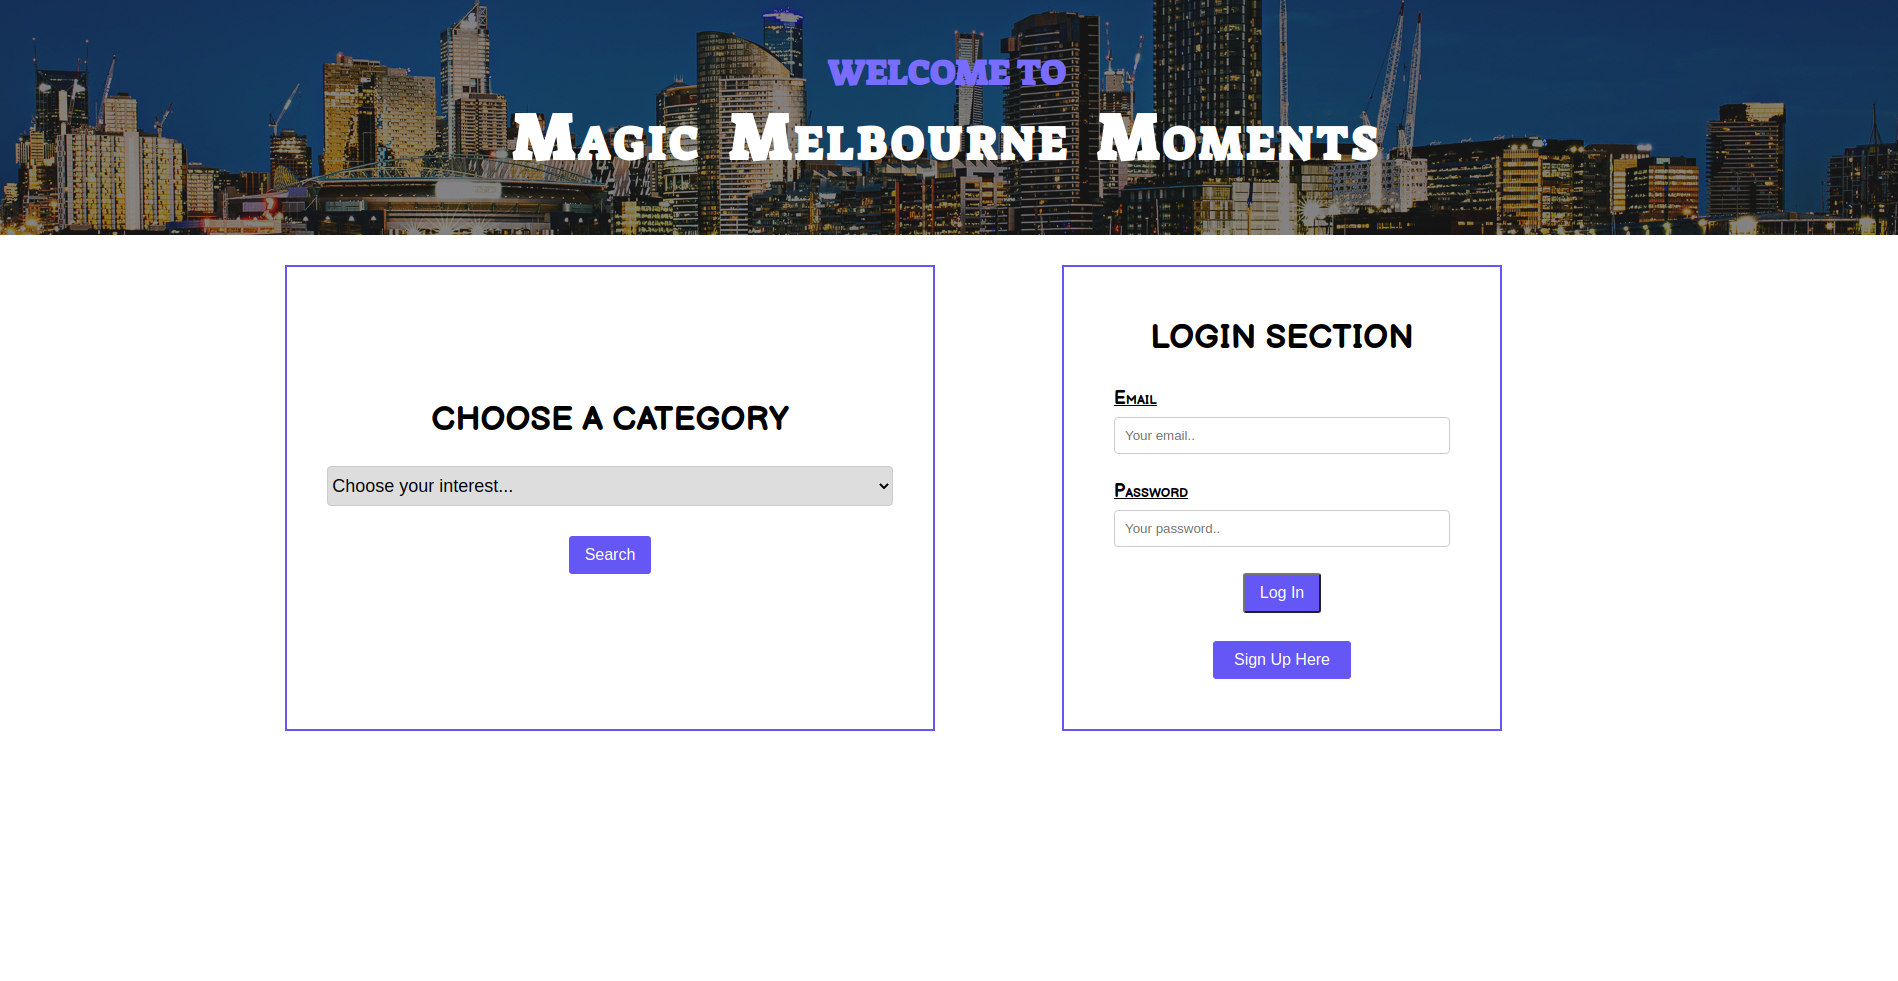 WELCOME TO
Magic Melbourne Moments
CHOOSE A CATEGORY
Choose your interest...
Search
LOGIN SECTION
Email
Your email..
Password
Your password..
Log In
Sign Up Here